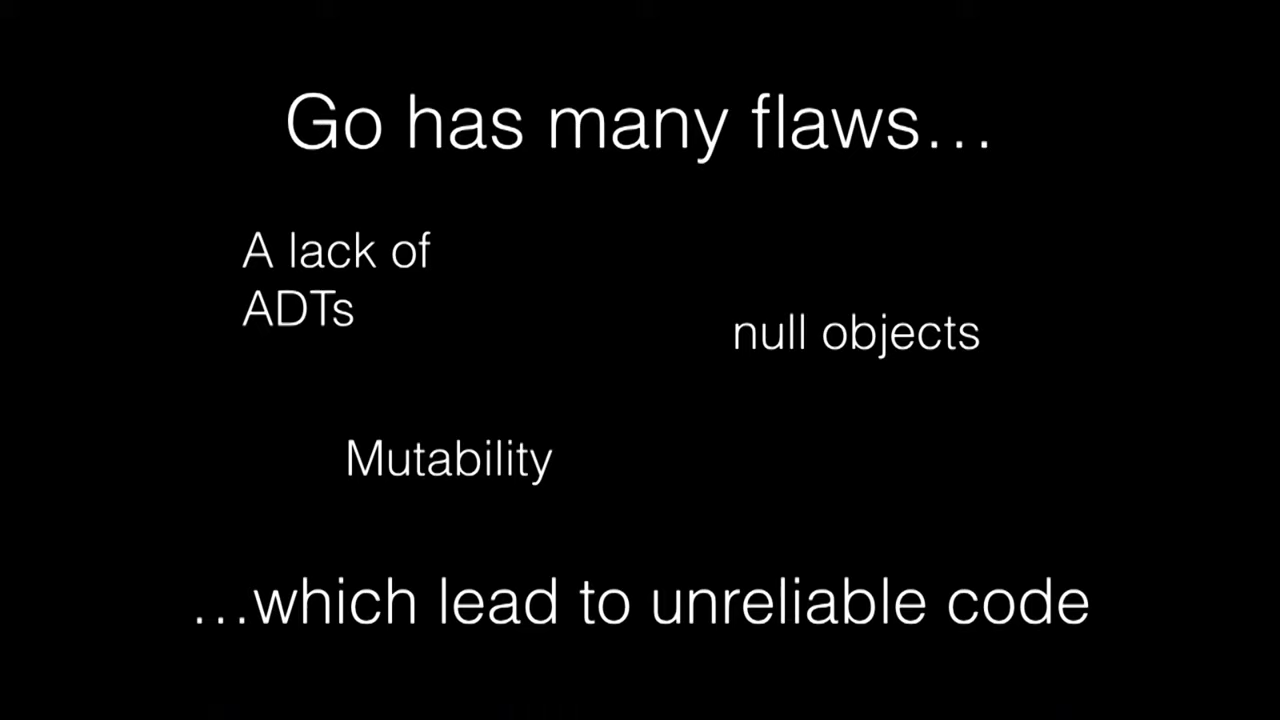 Go has many flaws…
A lack of
ADTs
null objects
Mutability
…which lead to unreliable code